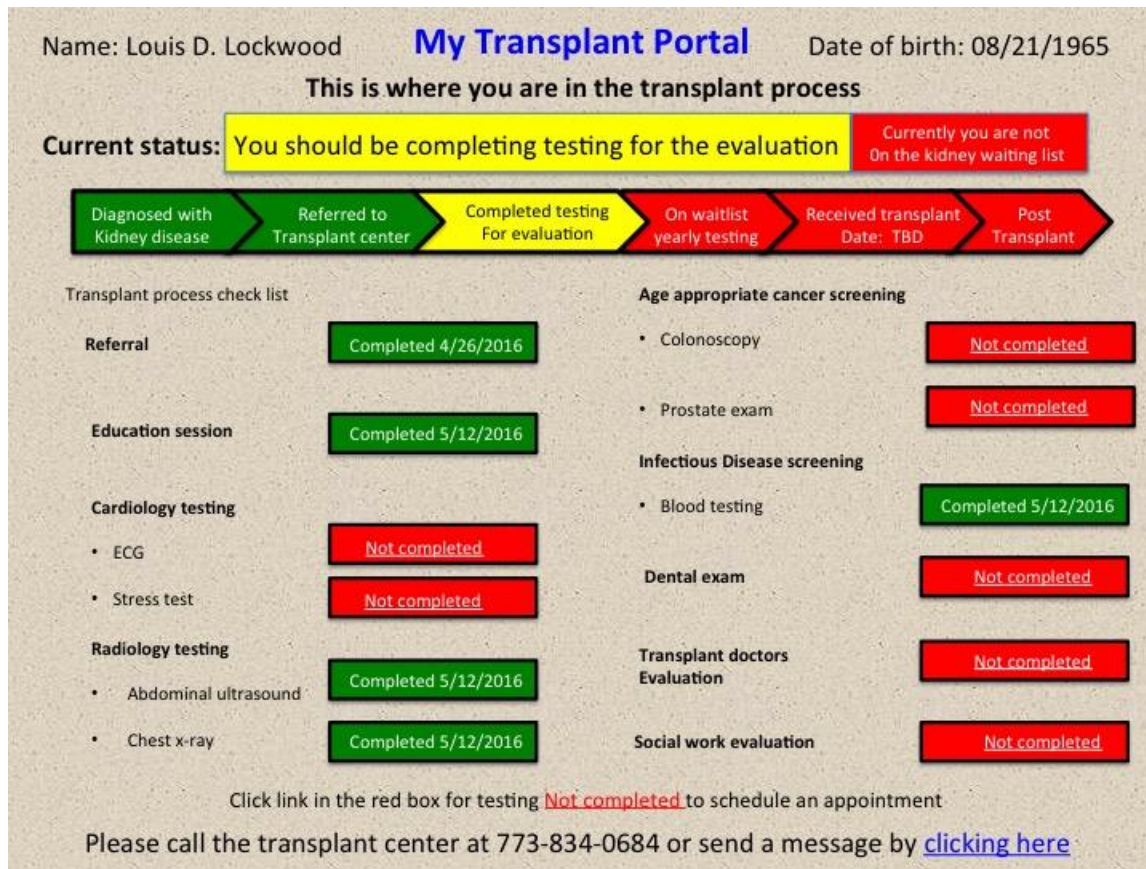 Name: Louis D. Lockwood My Transplant Portal Date of birth: 08/21/1965
This is where you are in the transplant process
Current status: You should be completing testing for the evaluation
Currently you are not
0n the kidney waiting list
Diagnosed with
Kidney disease
Referred to
Transplant center
Completed testing
For evaluation
On waitlist
yearly testing
Received transplant
Date: TBD
Post
Transplant
Transplant process check list
Referral Completed 4/26/2016
Education session Completed 5/12/2016
Cardiology testing
• ECG Not completed
• Stress test Not completed
Radiology testing
• Abdominal ultrasound Completed 5/12/2016
• Chest x-ray Completed 5/12/2016
Age appropriate cancer screening
• Colonoscopy Not completed
• Prostate exam Not completed
Infectious Disease screening
• Blood testing Completed 5/12/2016
Dental exam Not completed
Transplant doctors
Evaluation Not completed
Social work evaluation Not completed
Click link in the red box for testing Not completed to schedule an appointment
Please call the transplant center at 773-834-0684 or send a message by clicking here